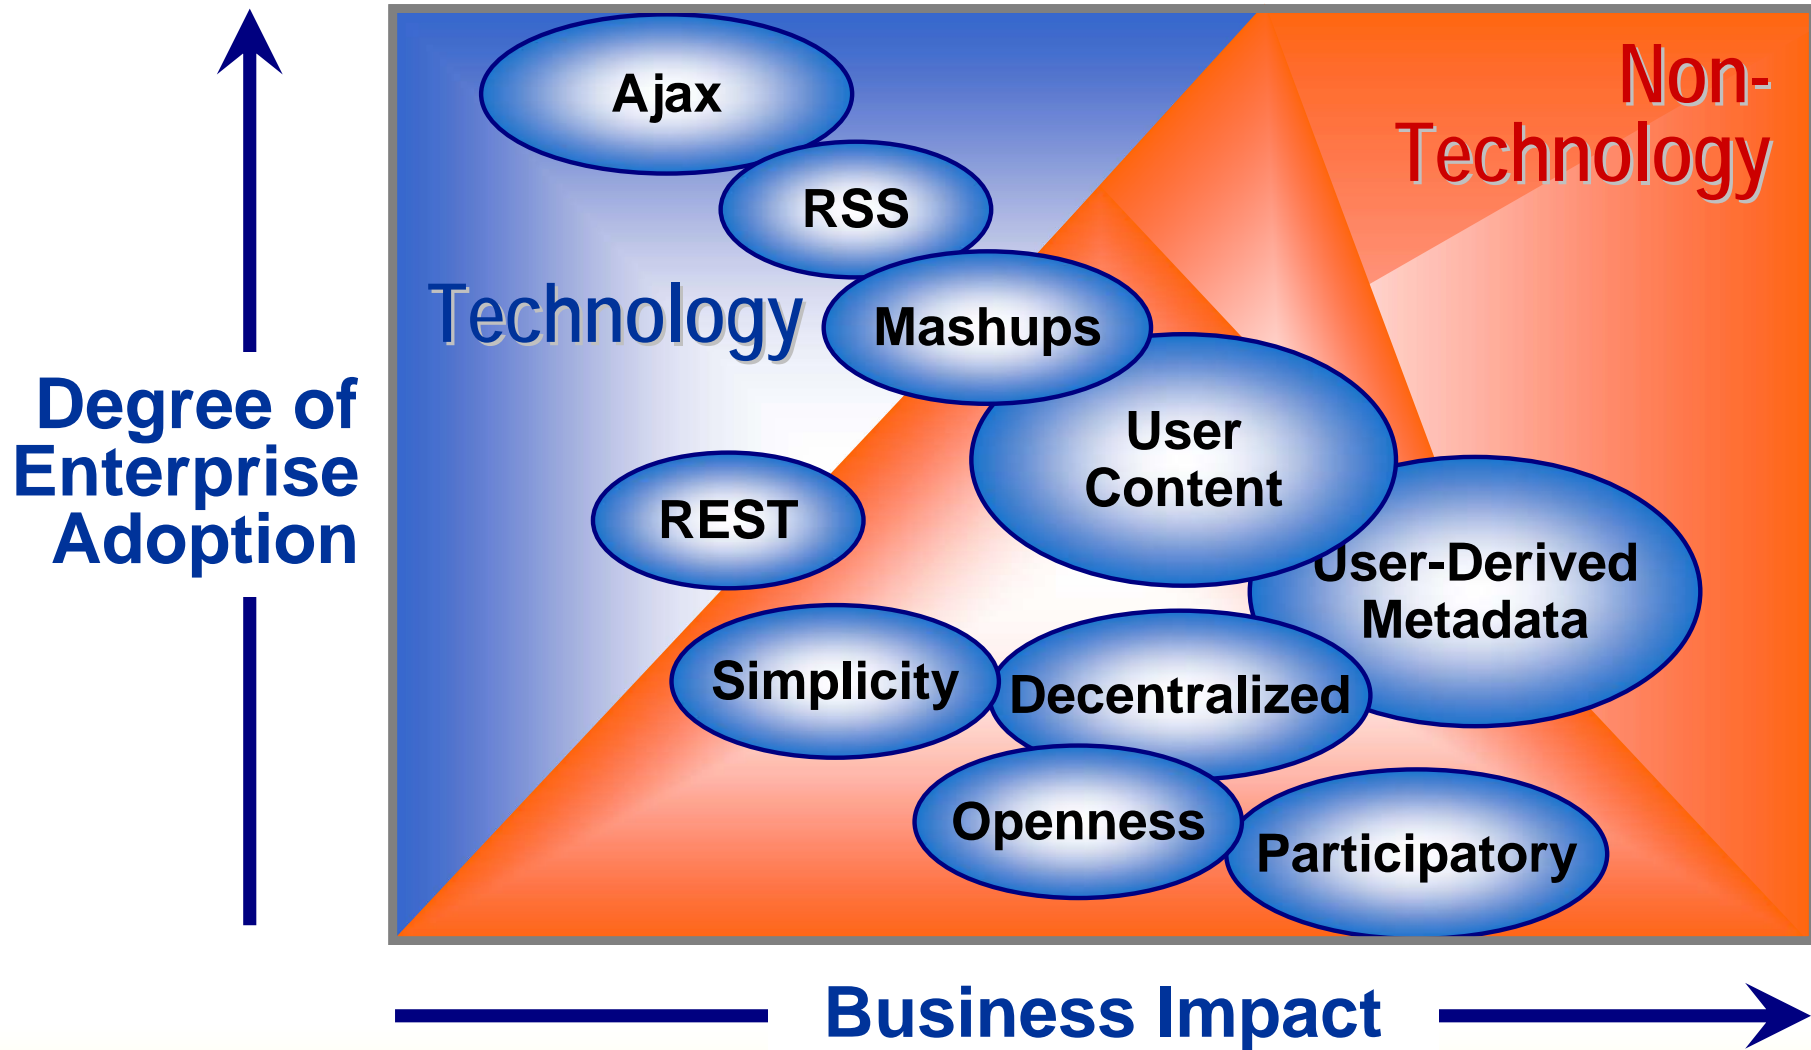 Ajax
Non-
Technology
RSS
Technology
Mashups
Degree of
Enterprise
Adoption
User
Content
REST
User-Derived
Metadata
Simplicity
Decentralized
Openness
Participatory
Business Impact